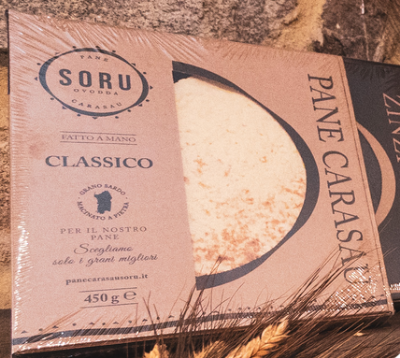 PANE
SORU
OVODDA
CARASAU
FATTO A MANO
CLASSICO
GRANO SARDO
MACINATO A PIETRA
PER IL NOSTRO
PANE
Scegliamo
solo i grani migliori
panecarasausoru.it
450 g e
PANE CARASAU